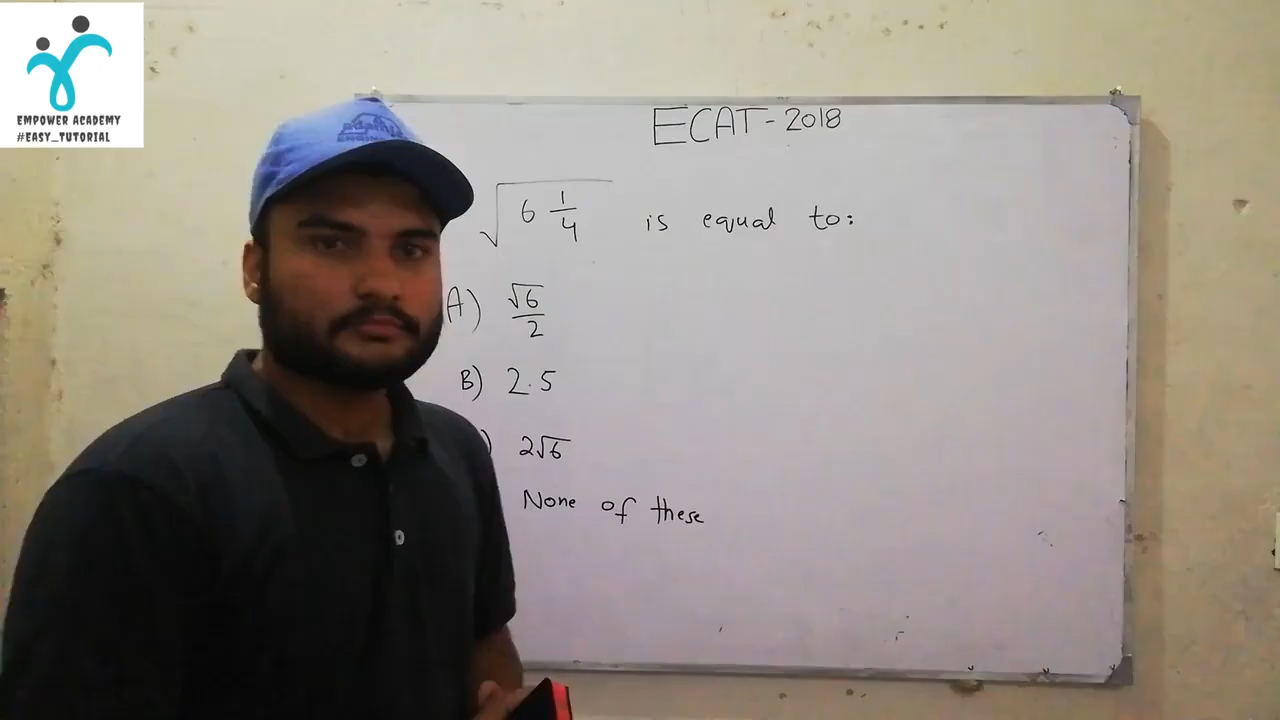 EMPOWER ACADEMY
#EASY_TUTORIAL
ECAT-2018
√(6 1/4) is equal to:
A) √6/2
B) 2.5
) 2√6
None of these